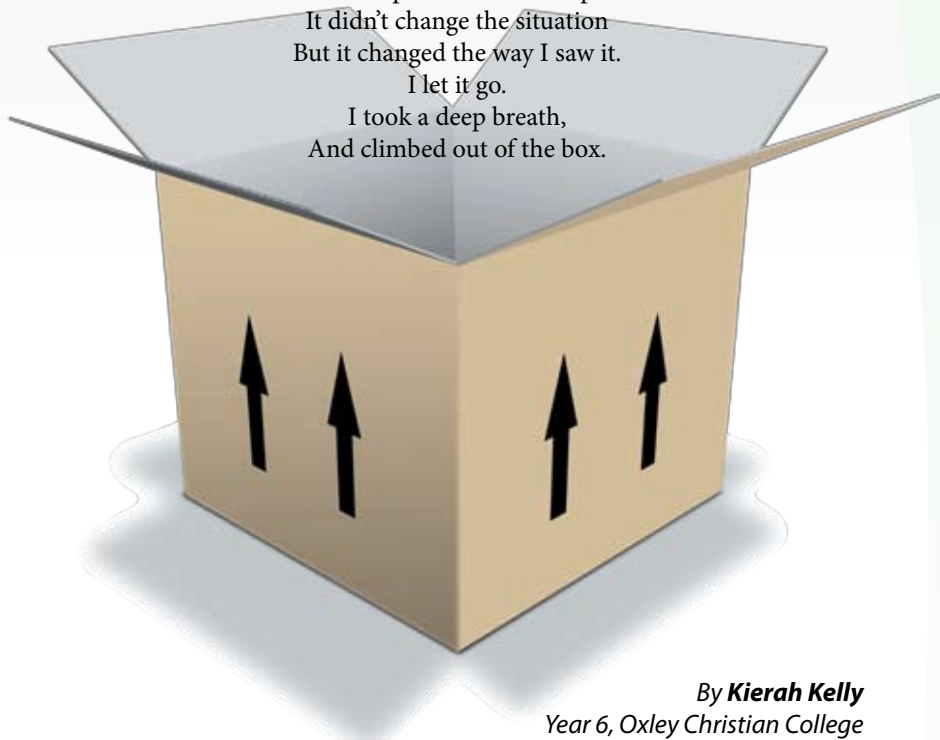 It didn’t change the situation
But it changed the way I saw it.
I let it go.
I took a deep breath,
And climbed out of the box.
By Kierah Kelly
Year 6, Oxley Christian College